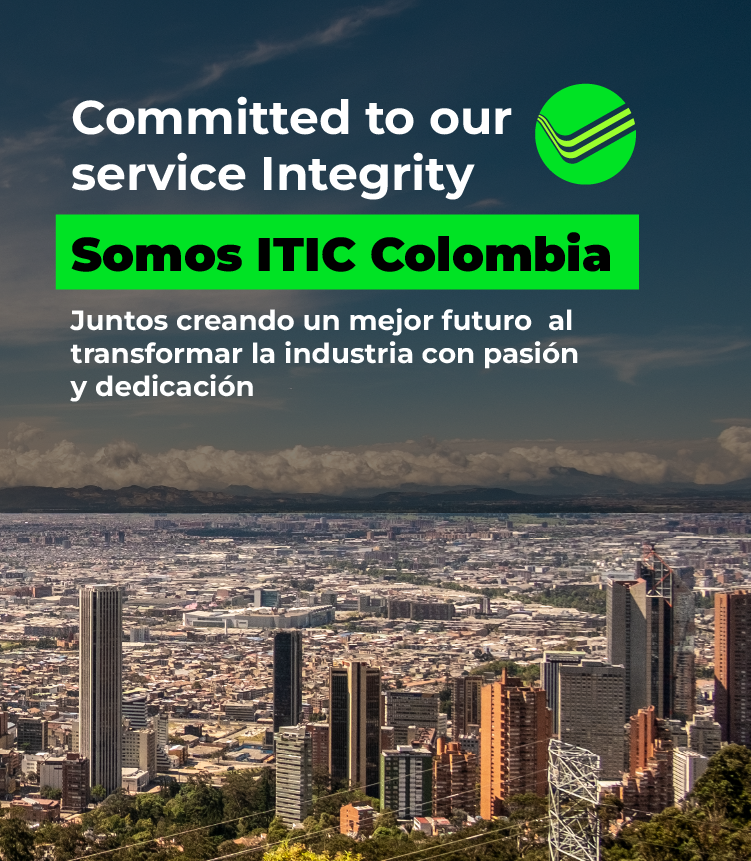 Committed to our
service Integrity
Somos ITIC Colombia
Juntos creando un mejor futuro  al
transformar la industria con pasión
y dedicación